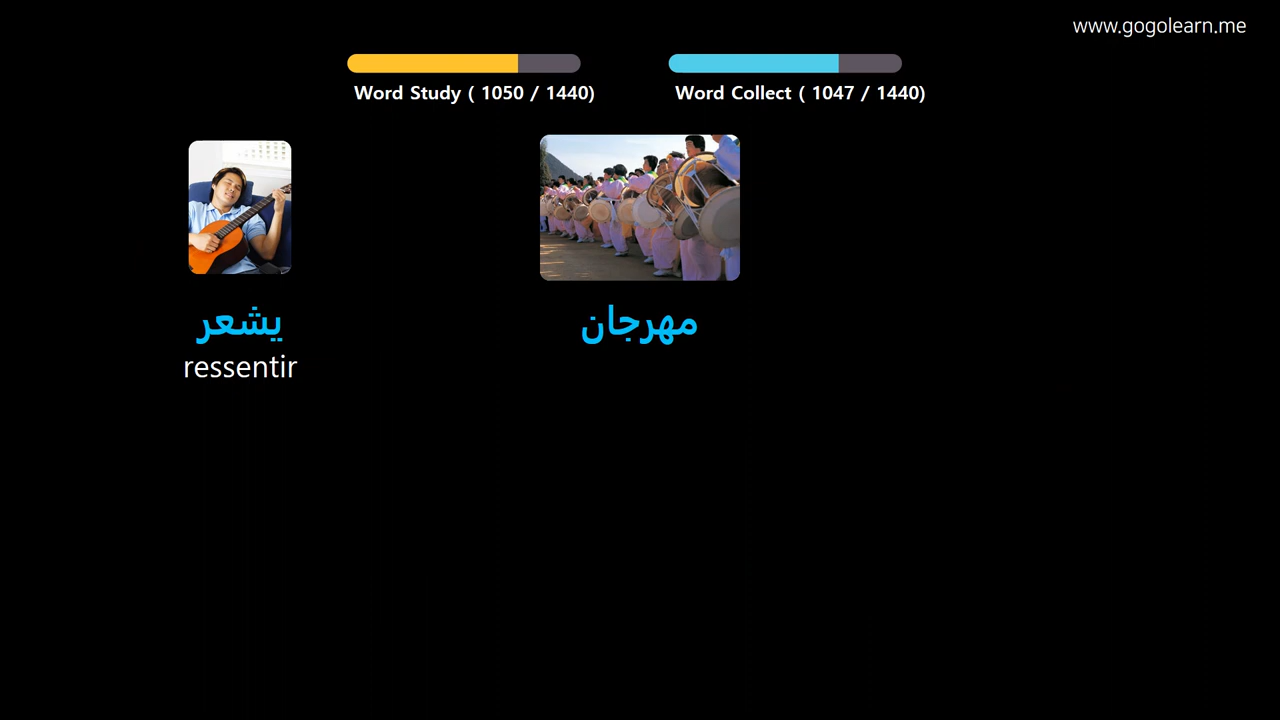 www.gogolearn.me
Word Study ( 1050 / 1440)
Word Collect ( 1047 / 1440)
يشعر
ressentir
مهرجان